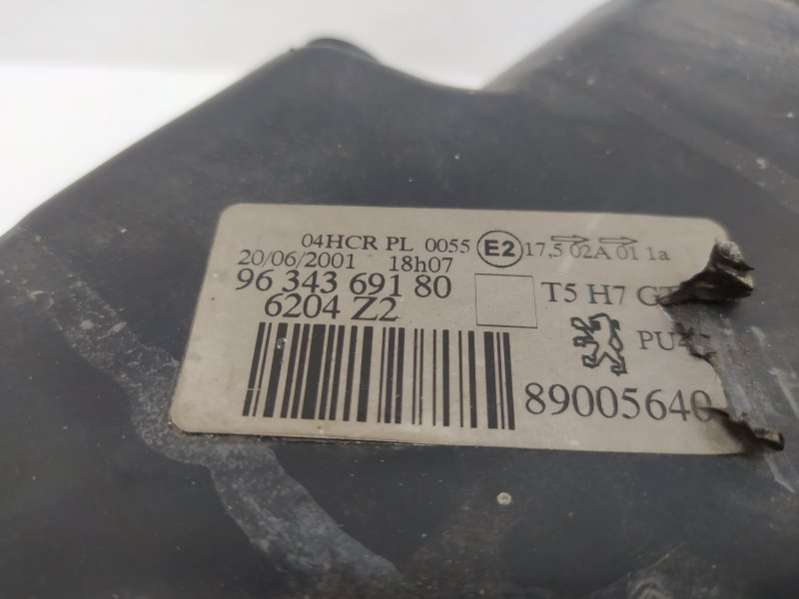 04HCR PL 0055 E2 17,5 02A 01 1a
20/06/2001 18h07
96 343 691 80
6204 Z2
T5 H7
89005640